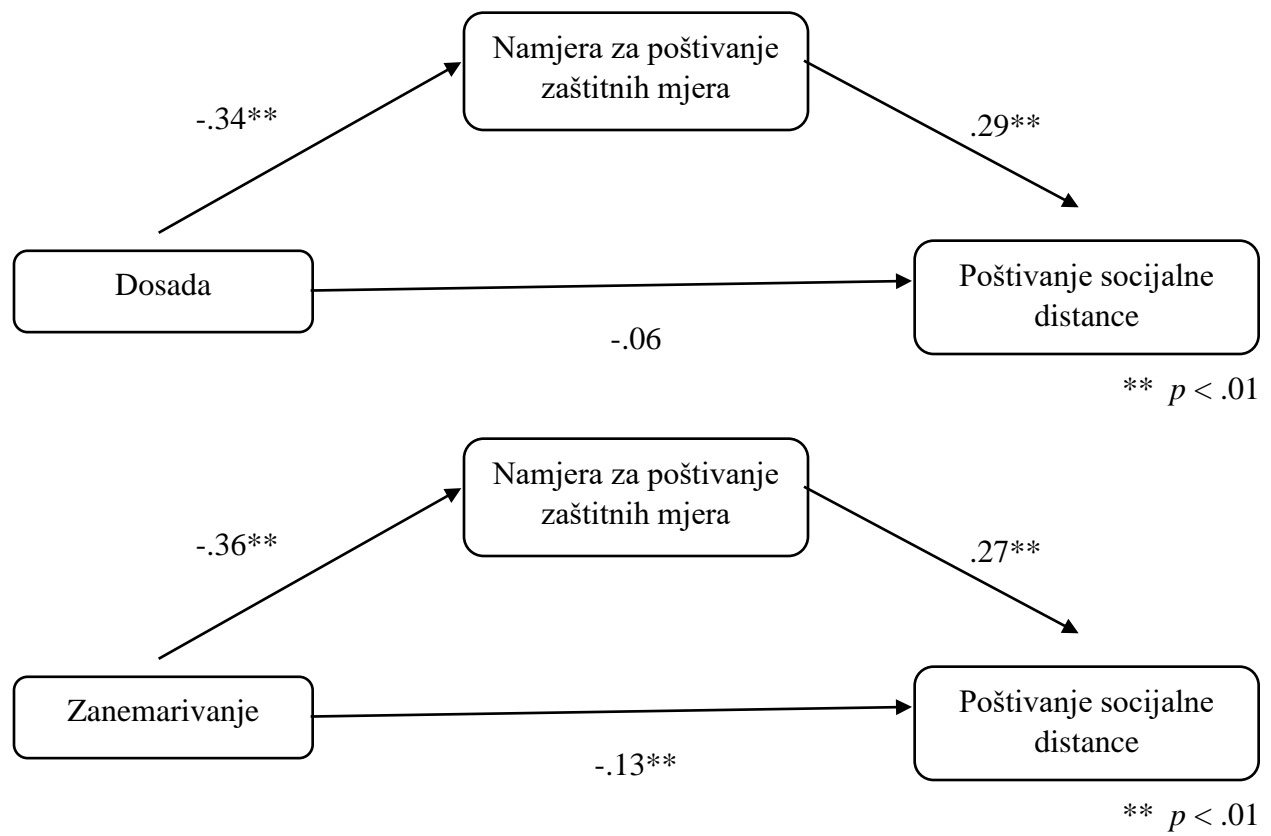 Namjera za poštivanje
zaštitnih mjera
-.34**
.29**
Dosada
Poštivanje socijalne
distance
-.06
** p < .01
Namjera za poštivanje
zaštitnih mjera
-.36**
.27**
Zanemarivanje
Poštivanje socijalne
distance
-.13**
** p < .01